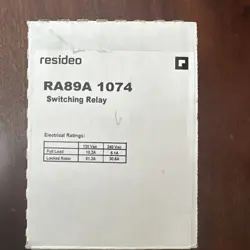 resideo
RA89A 1074
Switching Relay
Electrical Ratings:
120 Vac 240 Vac
Full Load 10.2A 5.1A
Locked Rotor 61.2A 30.6A